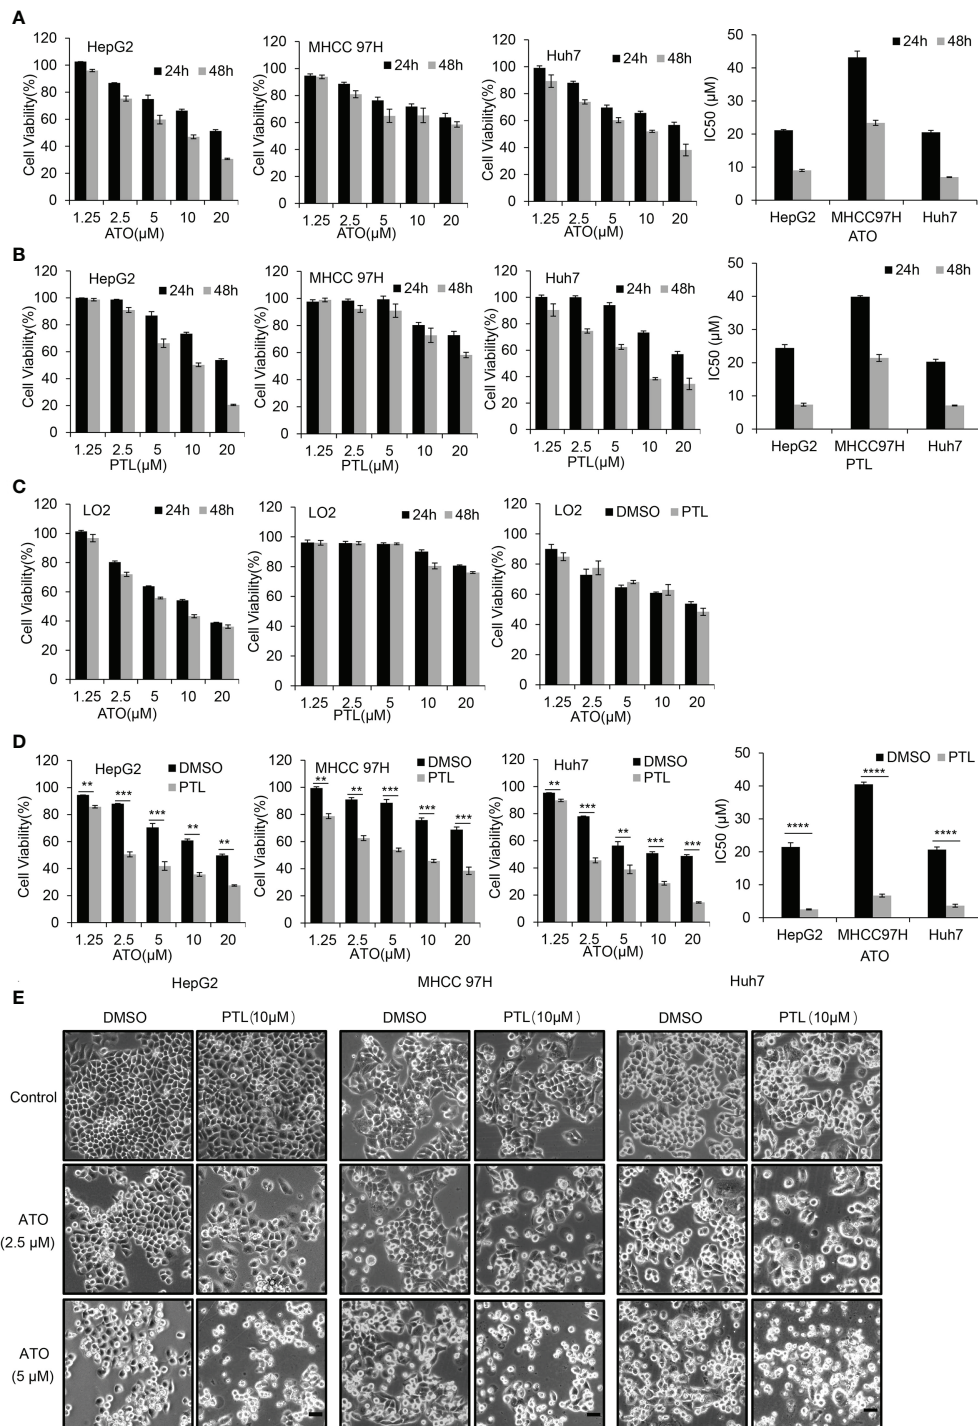 A
HepG2
24h 48h
Cell Viability(%)
120
100
80
60
40
20
0
1.25 2.5 5 10 20
ATO(μM)
MHCC 97H
24h 48h
Cell Viability(%)
120
100
80
60
40
20
0
1.25 2.5 5 10 20
ATO(μM)
Huh7
24h 48h
Cell Viability(%)
120
100
80
60
40
20
0
1.25 2.5 5 10 20
ATO(μM)
24h 48h
IC50 (μM)
50
40
30
20
10
0
HepG2 MHCC97H Huh7
ATO
B
HepG2
24h 48h
Cell Viability(%)
120
100
80
60
40
20
0
1.25 2.5 5 10 20
PTL(μM)
MHCC 97H
24h 48h
Cell Viability(%)
120
100
80
60
40
20
0
1.25 2.5 5 10 20
PTL(μM)
Huh7
24h 48h
Cell Viability(%)
120
100
80
60
40
20
0
1.25 2.5 5 10 20
PTL(μM)
24h 48h
IC50 (μM)
50
40
30
20
10
0
HepG2 MHCC97H Huh7
PTL
C
LO2
24h 48h
Cell Viability(%)
120
100
80
60
40
20
0
1.25 2.5 5 10 20
ATO(μM)
LO2
24h 48h
Cell Viability(%)
120
100
80
60
40
20
0
1.25 2.5 5 10 20
PTL(μM)
LO2
DMSO PTL
Cell Viability(%)
120
100
80
60
40
20
0
1.25 2.5 5 10 20
ATO(μM)
D
HepG2
DMSO
PTL
** *** *** ** **
Cell Viability(%)
120
100
80
60
40
20
0
1.25 2.5 5 10 20
ATO(μM)
MHCC 97H
DMSO
PTL
** ** *** *** ***
Cell Viability(%)
120
100
80
60
40
20
0
1.25 2.5 5 10 20
ATO(μM)
Huh7
DMSO
PTL
** *** ** *** ***
Cell Viability(%)
120
100
80
60
40
20
0
1.25 2.5 5 10 20
ATO(μM)
DMSO PTL
**** **** ****
IC50 (μM)
50
40
30
20
10
0
HepG2 MHCC97H Huh7
ATO
E
HepG2 MHCC 97H Huh7
DMSO PTL(10μM) DMSO PTL(10μM) DMSO PTL(10μM)
Control
ATO
(2.5 μM)
ATO
(5 μM)